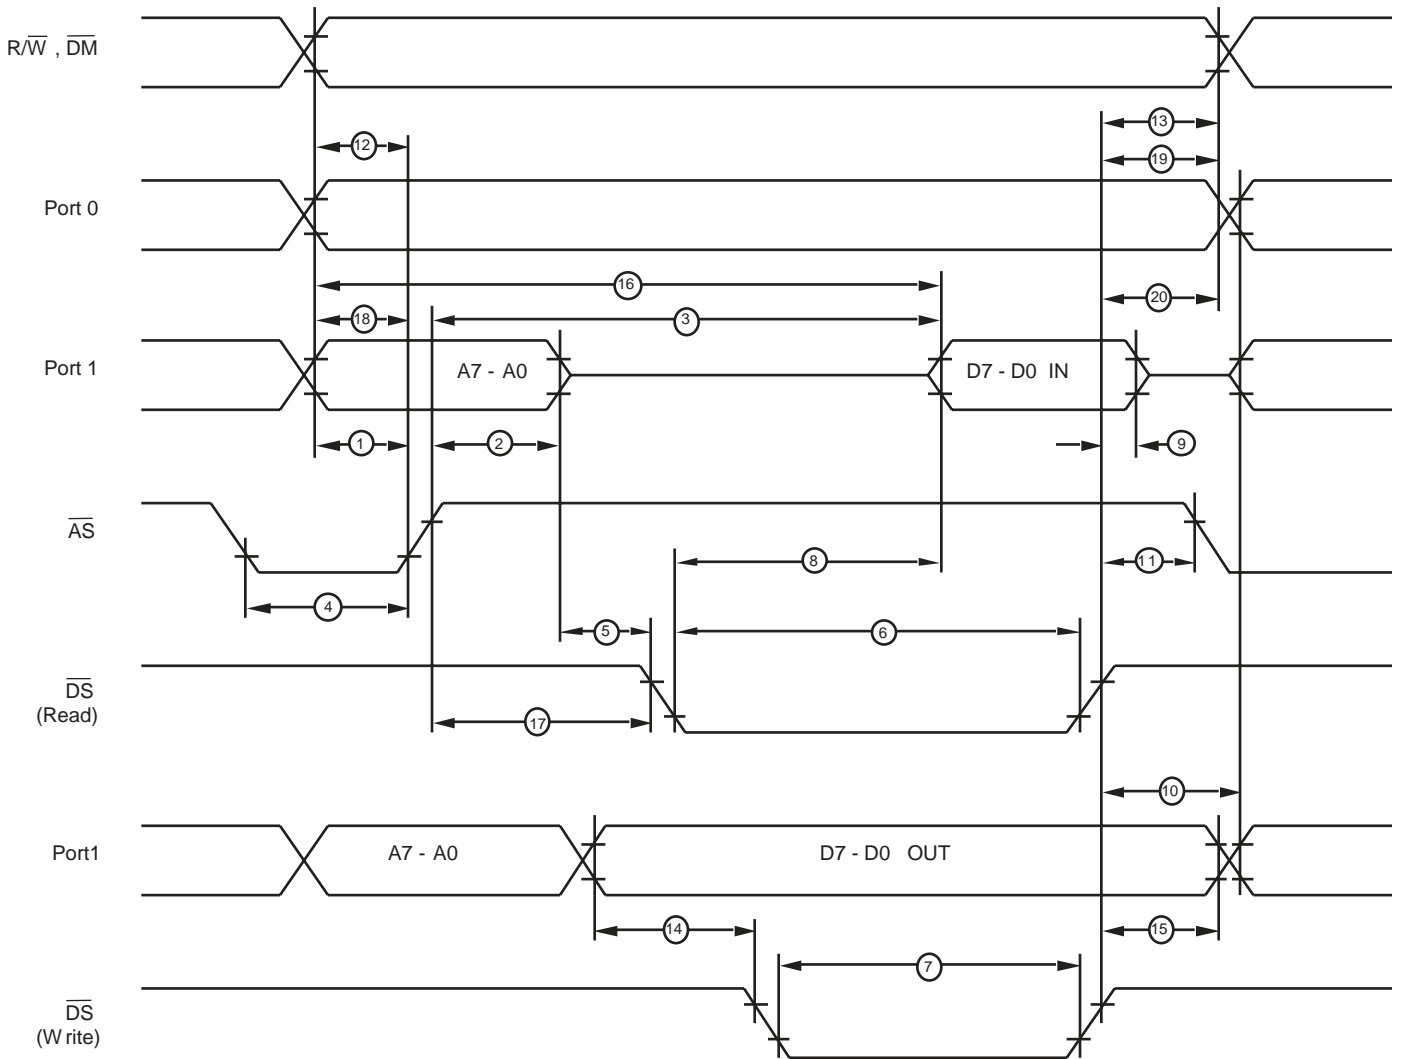 R/W̅ , D̅M̅
13
12
19
Port 0
16
20
18
3
Port 1
A7 - A0
D7 - D0 IN
1
2
9
A̅S̅
8
11
4
5
6
D̅S̅
(Read)
17
10
Port1
A7 - A0
D7 - D0 OUT
14
15
7
D̅S̅
(Write)